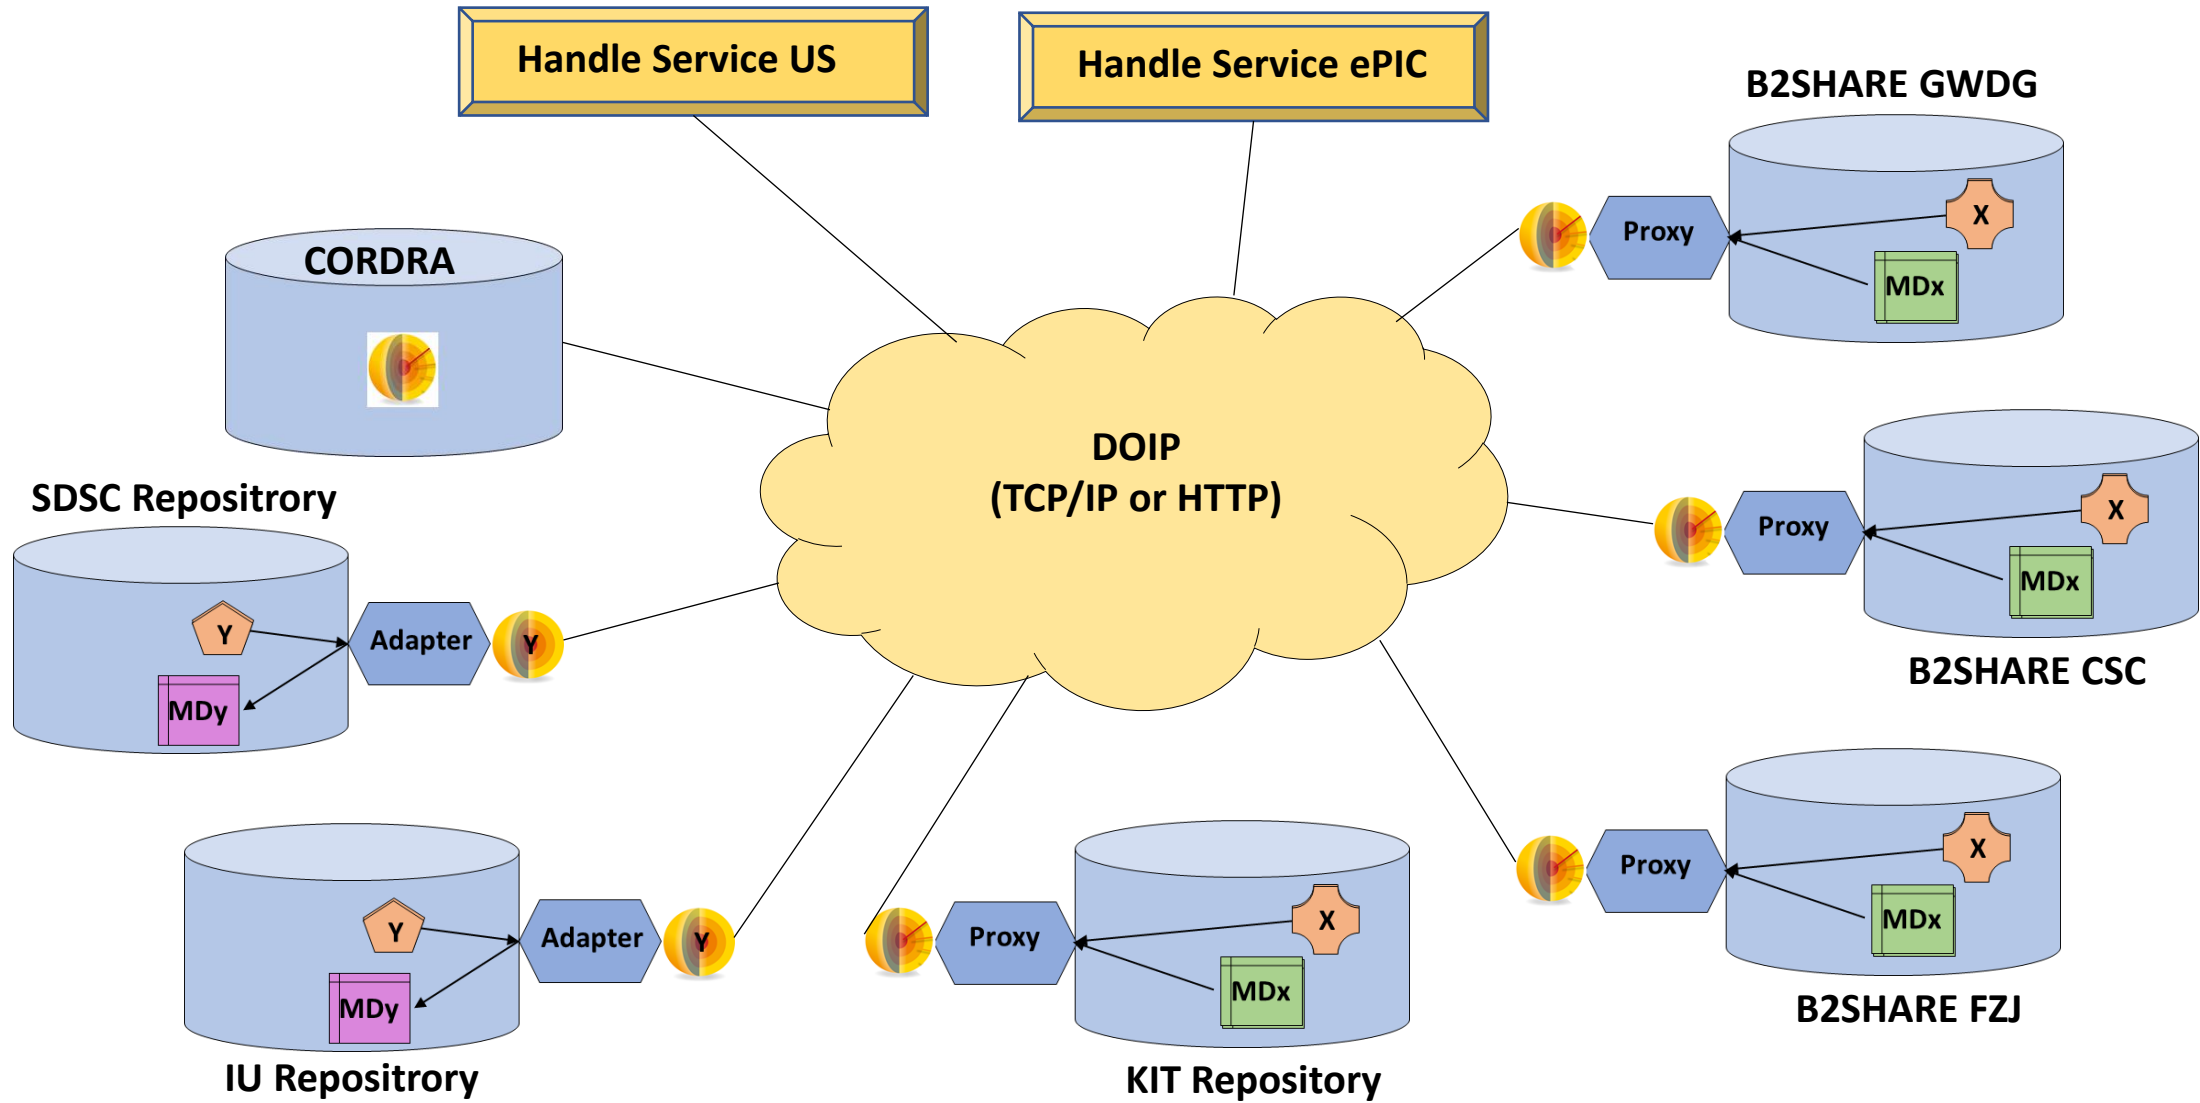 Handle Service US
Handle Service ePIC
B2SHARE GWDG
Proxy
X
MDx
CORDRA
DOIP
(TCP/IP or HTTP)
SDSC Repositrory
Y
Adapter
Y
MDy
Proxy
X
MDx
B2SHARE CSC
Proxy
X
MDx
B2SHARE FZJ
Y
Adapter
Y
MDy
IU Repositrory
Proxy
X
MDx
KIT Repository